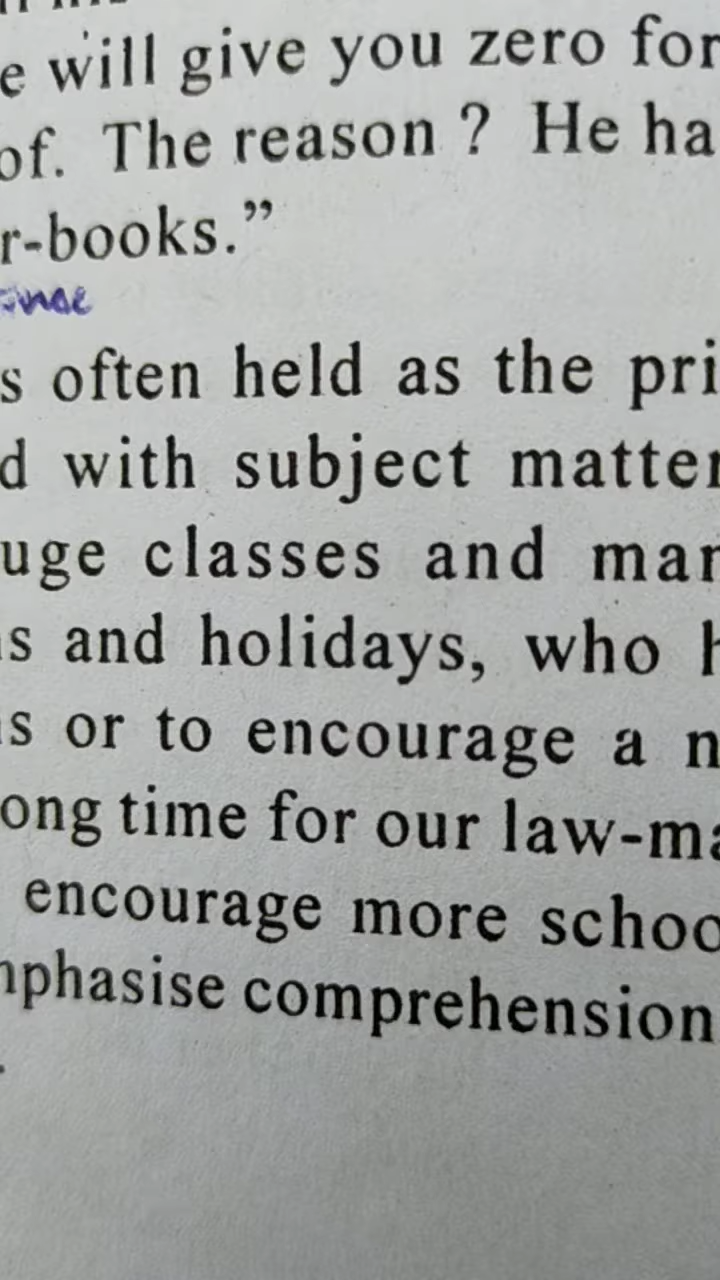 e will give you zero for
of. The reason ? He ha
r-books.”
s often held as the pri
d with subject matter
uge classes and mar
s and holidays, who h
s or to encourage a n
ong time for our law-ma
encourage more schoo
mphasise comprehension
.